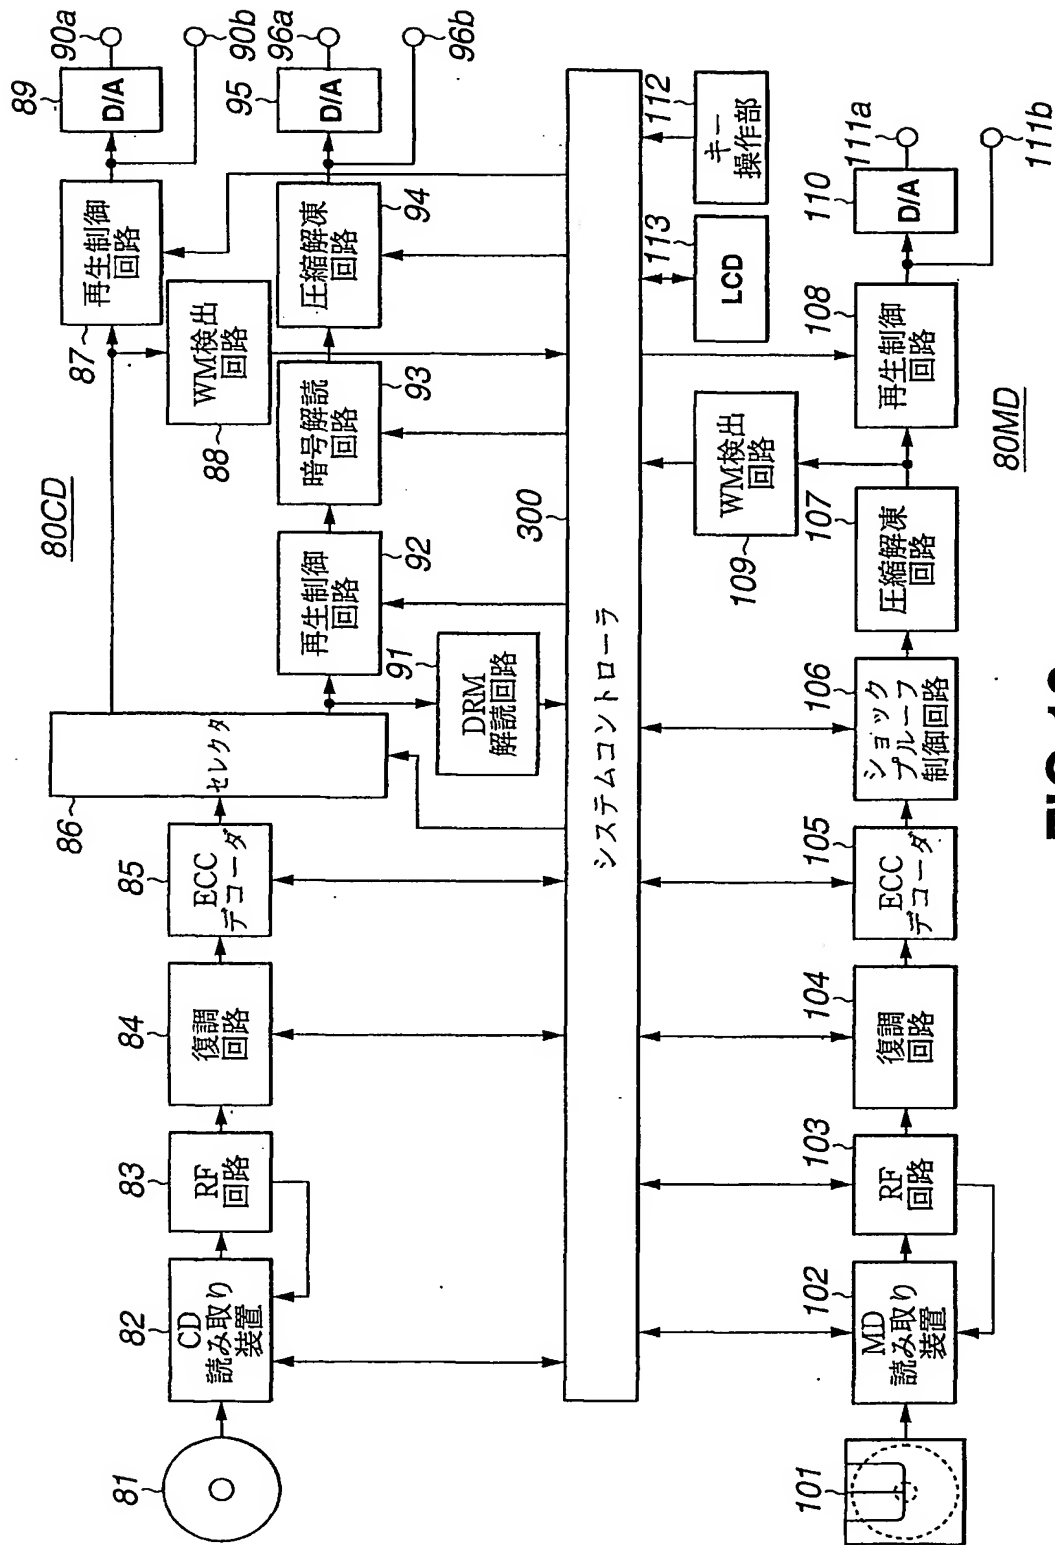 80CD
81
82
CD
読み取り
装置
83
RF
回路
84
復調
回路
85
ECC
デコーダ
86
セレクタ
87
再生制御
回路
88
WM検出
回路
89
D/A
90a
90b
91
DRM
解読回路
92
再生制御
回路
93
暗号解読
回路
94
圧縮解凍
回路
95
D/A
96a
96b
300
システムコントローラ
112
キー
操作部
113
LCD
80MD
101
102
MD
読み取り
装置
103
RF
回路
104
復調
回路
105
ECC
デコーダ
106
ショック
プルーフ
制御回路
107
圧縮解凍
回路
108
再生制御
回路
109
WM検出
回路
110
D/A
111a
111b